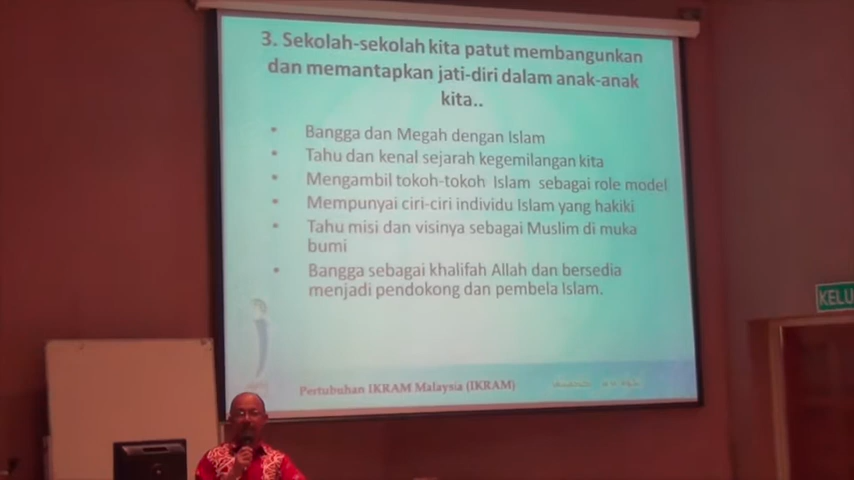 3. Sekolah-sekolah kita patut membangunkan
dan memantapkan jati-diri dalam anak-anak
kita..
• Bangga dan Megah dengan Islam
• Tahu dan kenal sejarah kegemilangan kita
• Mengambil tokoh-tokoh Islam sebagai role model
• Mempunyai ciri-ciri individu Islam yang hakiki
• Tahu misi dan visinya sebagai Muslim di muka
bumi
• Bangga sebagai khalifah Allah dan bersedia
menjadi pendokong dan pembela Islam.
Pertubuhan IKRAM Malaysia (IKRAM)
KELU